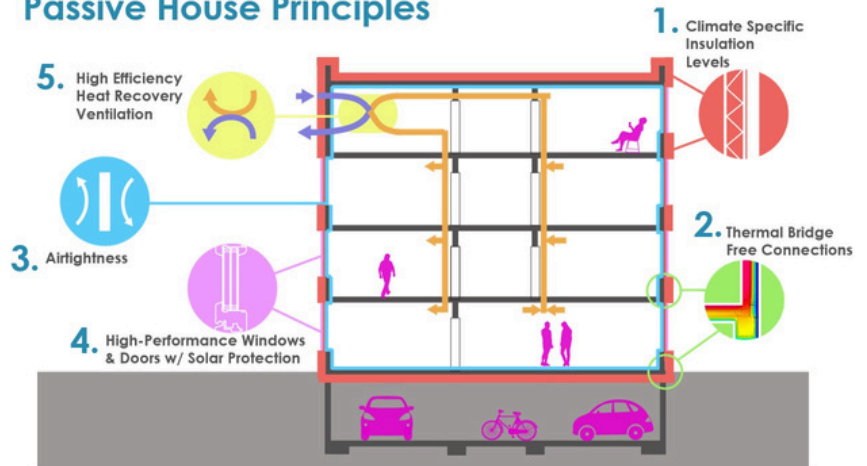 Passive House Principles
1. Climate Specific
Insulation
Levels
2. Thermal Bridge
Free Connections
3. Airtightness
4. High-Performance Windows
& Doors w/ Solar Protection
5. High Efficiency
Heat Recovery
Ventilation